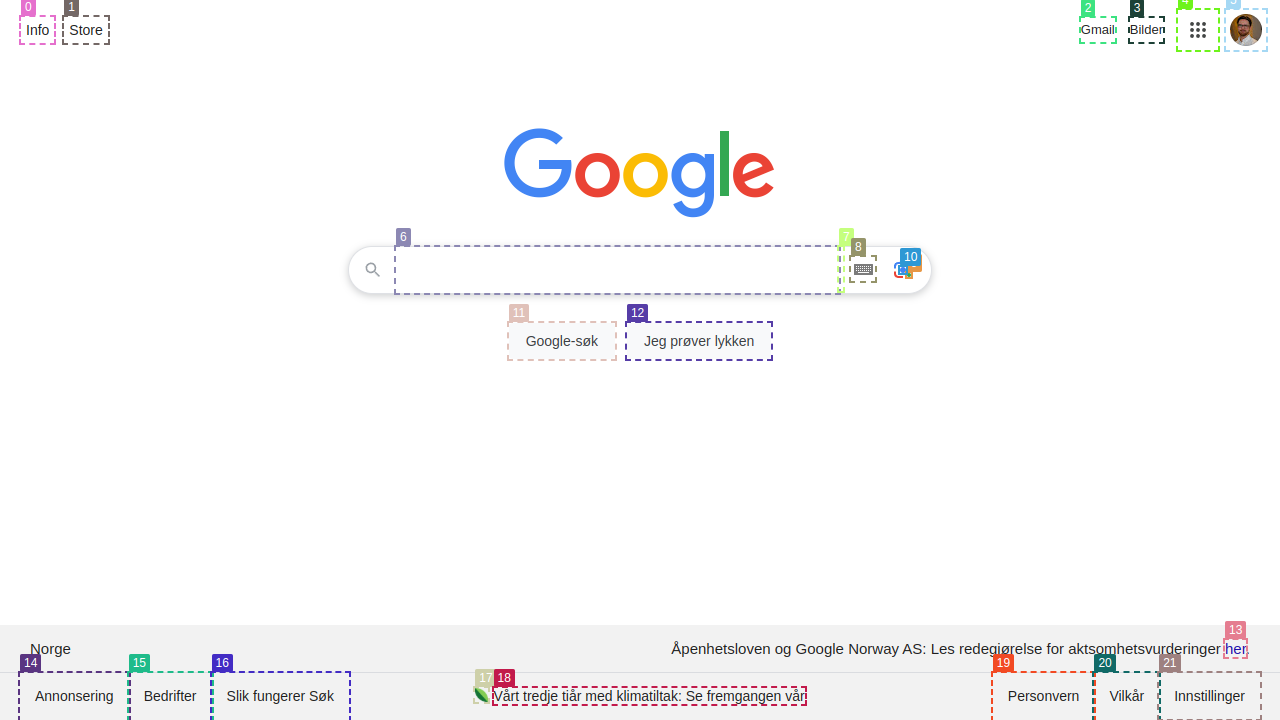 0 1 2 3 4 5
Info Store Gmail Bilder
Google
6 7 8 10
11 12
Google-søk Jeg prøver lykken
13
Norge Åpenhetsloven og Google Norway AS: Les redegjørelse for aktsomhetsvurderinger her.
14 15 16 17 18 19 20 21
Annonsering Bedrifter Slik fungerer Søk Vårt tredje tiår med klimatiltak: Se fremgangen vår Personvern Vilkår Innstillinger